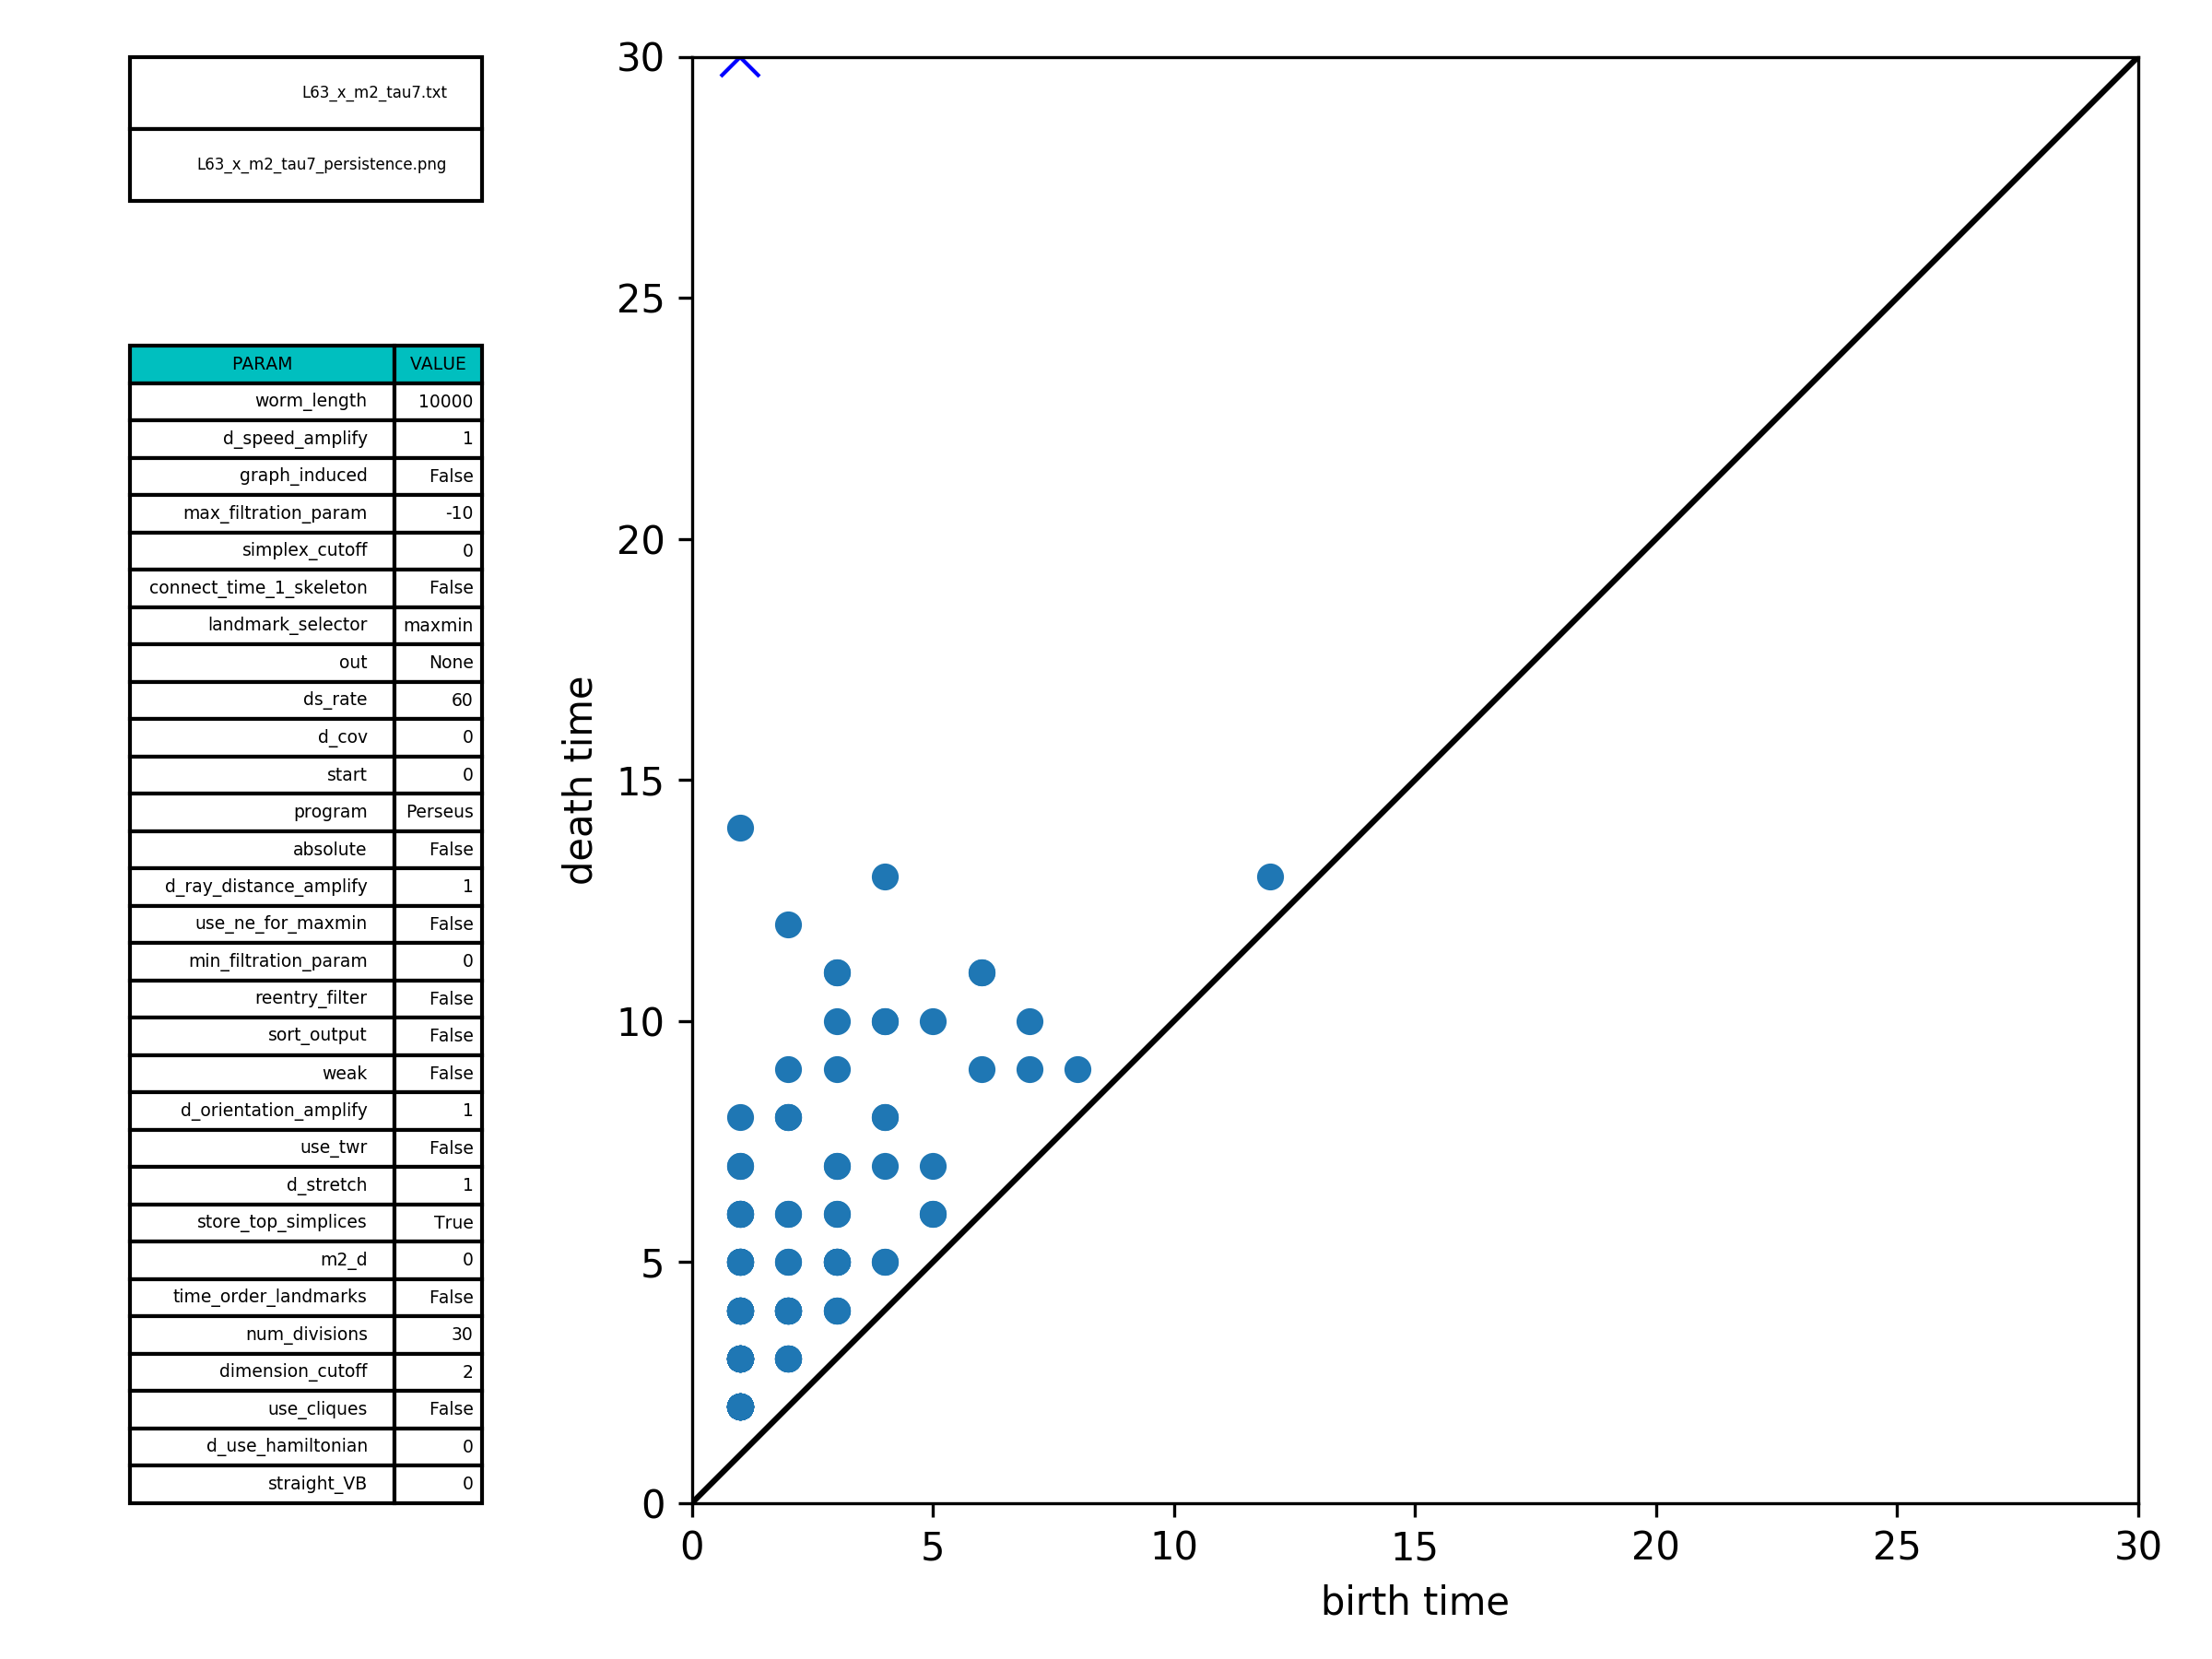 L63_x_m2_tau7.txt
L63_x_m2_tau7_persistence.png
PARAM VALUE
worm_length 10000
d_speed_amplify 1
graph_induced False
max_filtration_param -10
simplex_cutoff 0
connect_time_1_skeleton False
landmark_selector maxmin
out None
ds_rate 60
d_cov 0
start 0
program Perseus
absolute False
d_ray_distance_amplify 1
use_ne_for_maxmin False
min_filtration_param 0
reentry_filter False
sort_output False
weak False
d_orientation_amplify 1
use_twr False
d_stretch 1
store_top_simplices True
m2_d 0
time_order_landmarks False
num_divisions 30
dimension_cutoff 2
use_cliques False
d_use_hamiltonian 0
straight_VB 0
death time
30
25
20
15
10
5
0
0 5 10 15 20 25 30
birth time